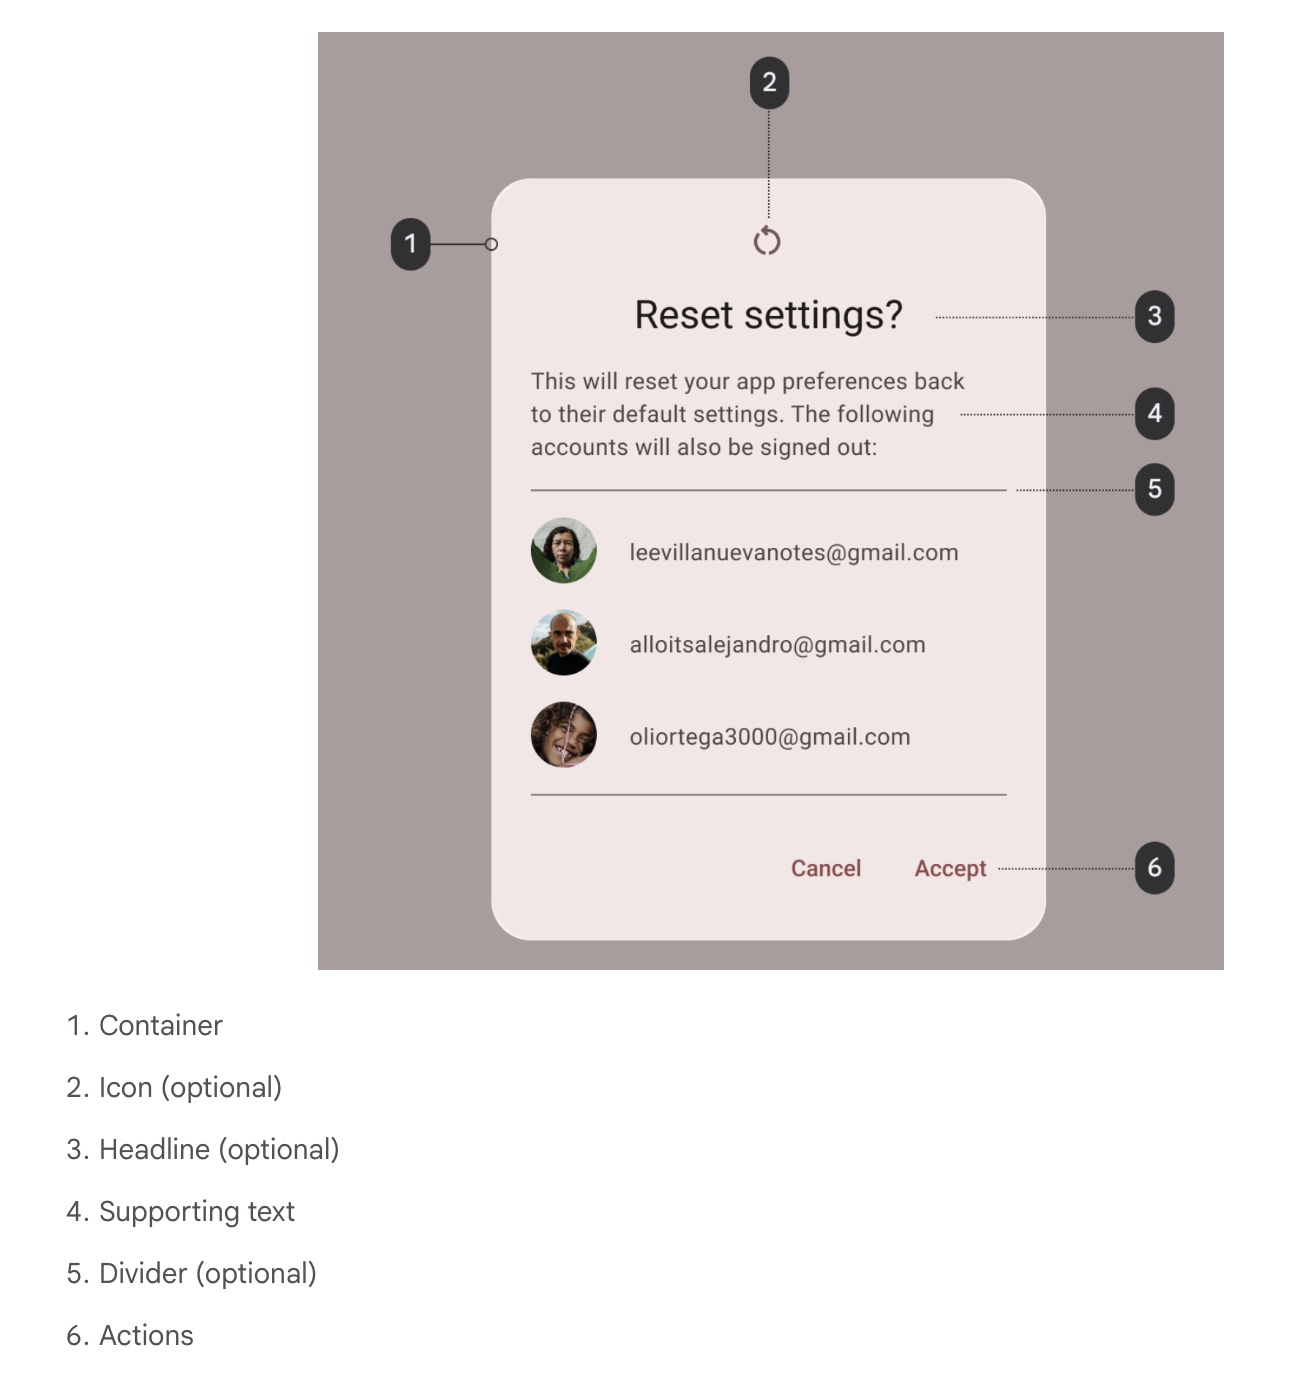 2
1
Reset settings?
3
This will reset your app preferences back
to their default settings. The following
4
accounts will also be signed out:
5
leevillanuevanotes@gmail.com
alloitsalejandro@gmail.com
oliortega3000@gmail.com
Cancel Accept
6
1. Container
2. Icon (optional)
3. Headline (optional)
4. Supporting text
5. Divider (optional)
6. Actions